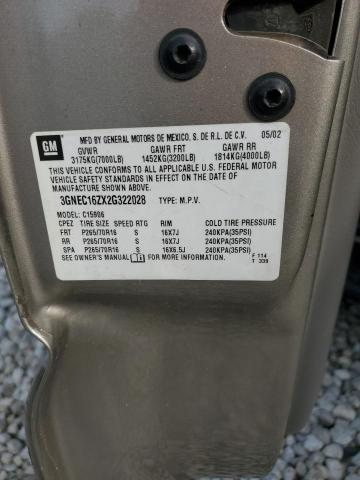 GM
MFD BY GENERAL MOTORS DE MEXICO, S. DE R.L. DE C.V. 05/02
GVWR GAWR FRT GAWR RR
3175KG(7000LB) 1452KG(3200LB) 1814KG(4000LB)
THIS VEHICLE CONFORMS TO ALL APPLICABLE U.S. FEDERAL MOTOR
VEHICLE SAFETY STANDARDS IN EFFECT ON THE DATE OF
MANUFACTURE SHOWN ABOVE.
3GNEC16ZX2G322028 TYPE: M.P.V.
MODEL: C15906
CPEZ TIRE SIZE SPEED RTG RIM COLD TIRE PRESSURE
FRT P265/70R16 S 16X7J 240KPA(35PSI)
RR P265/70R16 S 16X7J 240KPA(35PSI)
SPA P265/70R16 S 16X6.5J 240KPA(35PSI)
SEE OWNER'S MANUAL FOR ADDITIONAL INFORMATION. F 114
T 339